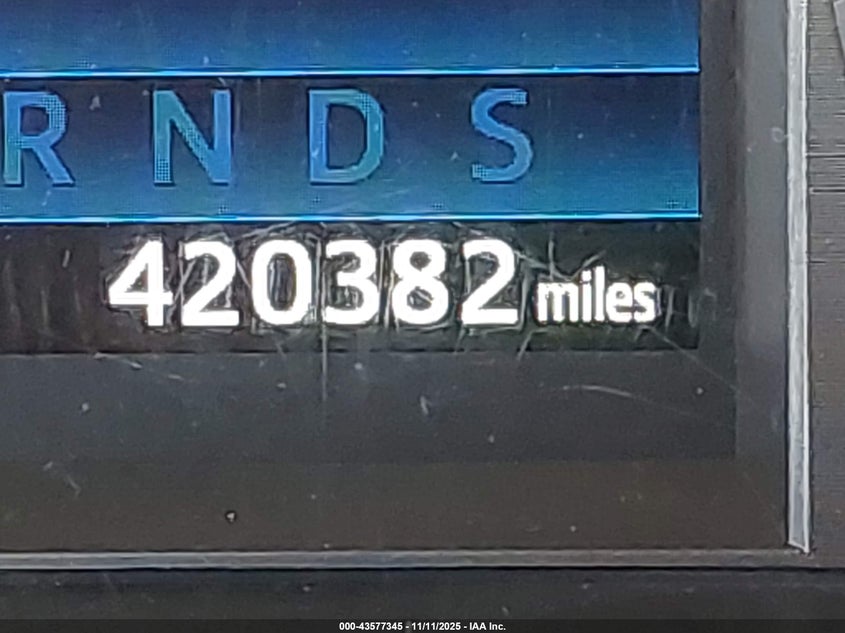 R N D S
420382 miles
000-43577345 - 11/11/2025 - IAA Inc.